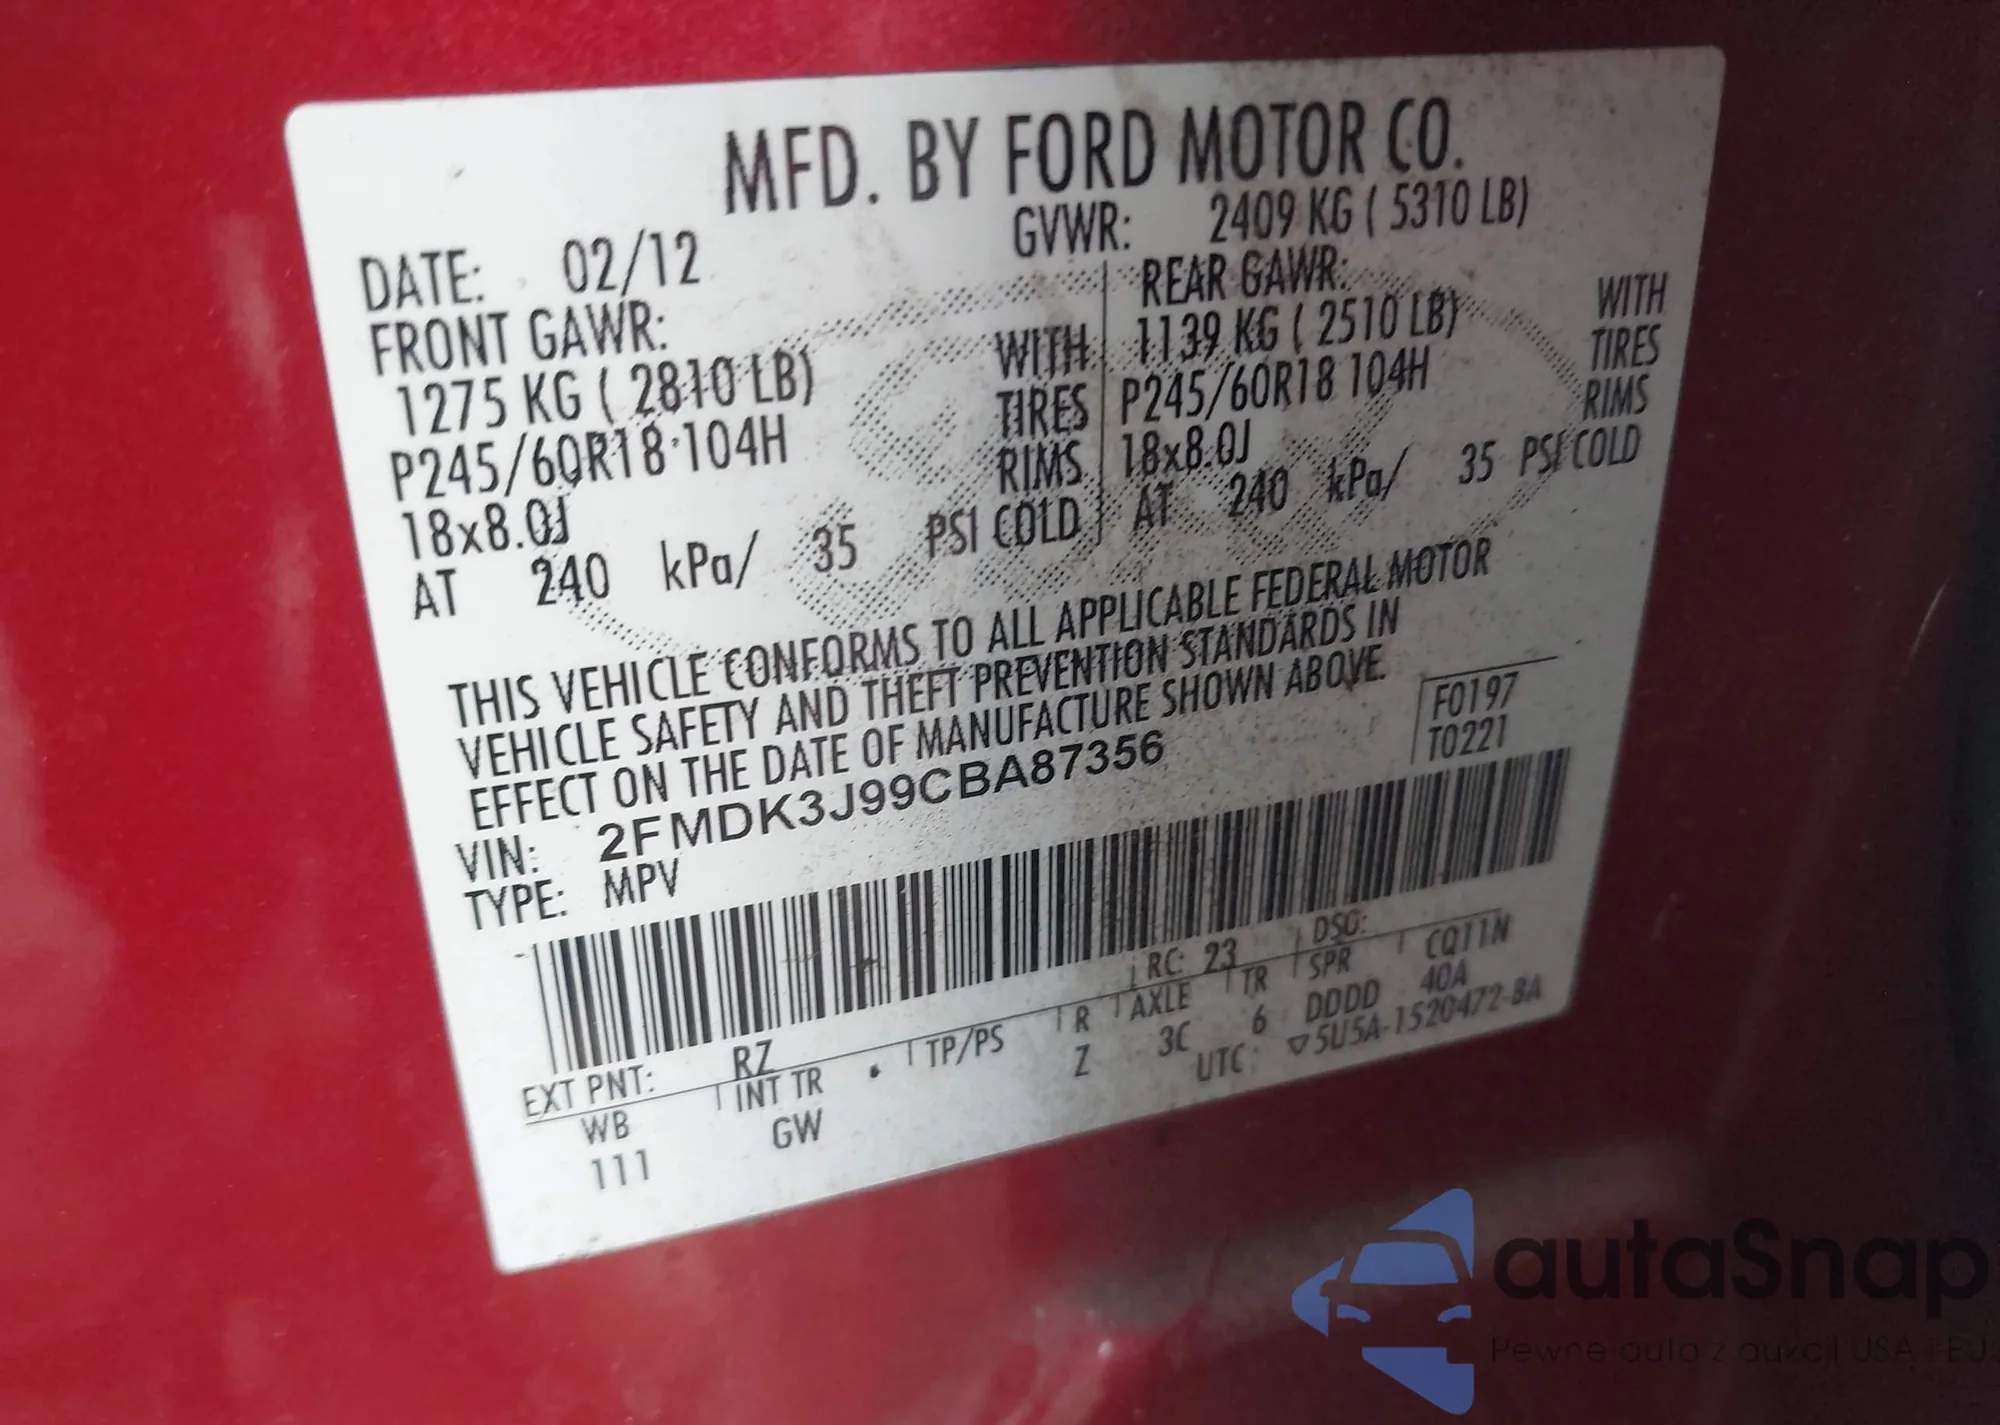 MFD. BY FORD MOTOR CO.
DATE: 02/12 GVWR: 2409 KG ( 5310 LB)
FRONT GAWR: REAR GAWR:
1275 KG ( 2810 LB) WITH 1139 KG ( 2510 LB) WITH
P245/60R18 104H TIRES P245/60R18 104H TIRES
18x8.0J RIMS 18x8.0J RIMS
AT 240 kPa/ 35 PSI COLD AT 240 kPa/ 35 PSI COLD
THIS VEHICLE CONFORMS TO ALL APPLICABLE FEDERAL MOTOR
VEHICLE SAFETY AND THEFT PREVENTION STANDARDS IN
EFFECT ON THE DATE OF MANUFACTURE SHOWN ABOVE.
F0197
T0221
VIN: 2FMDK3J99CBA87356
TYPE: MPV
EXT PNT: RZ RC: 23 DSO: CQ11N
WB INT TR TP/PS R AXLE TR SPR
111 GW Z 3C 6 DDDD 40A
UTC: ▽5U5A-1520472-BA
autaSnap
Pewne auta z aukcji USA i EU